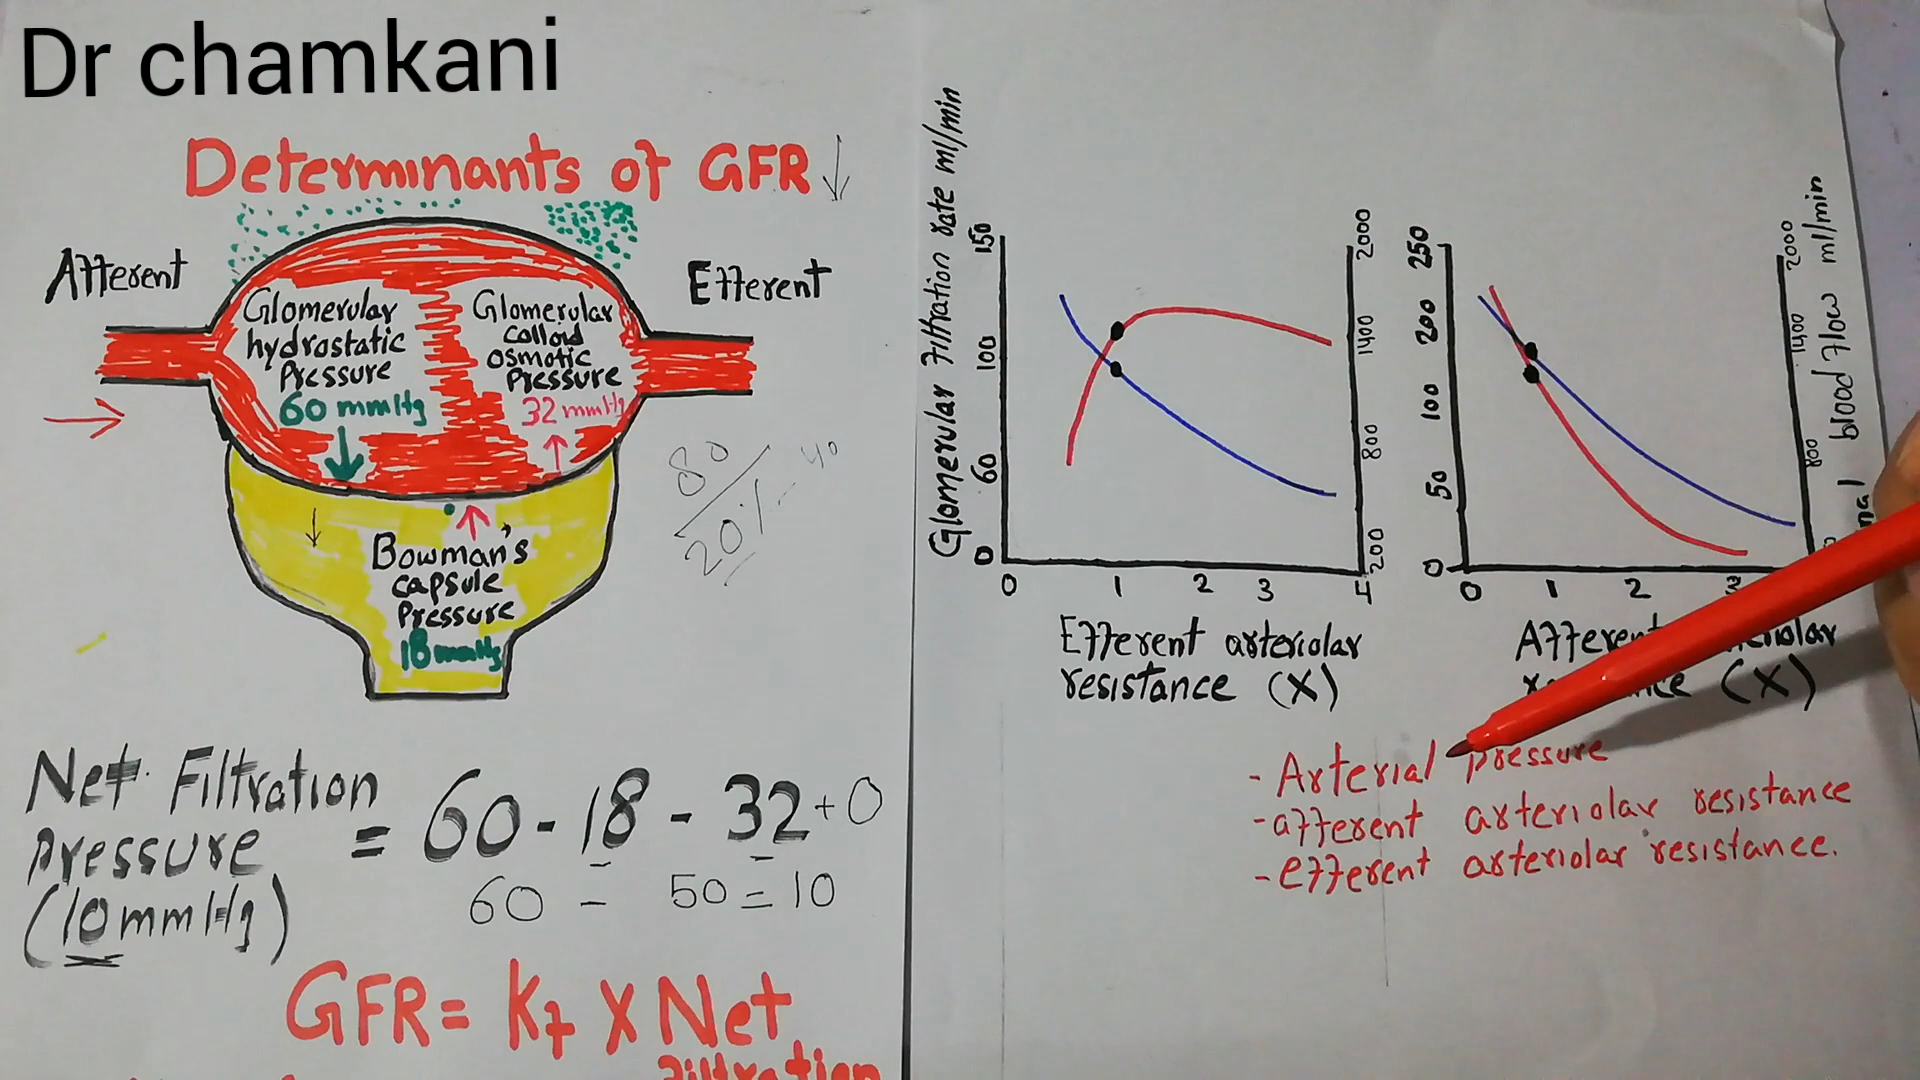 Dr chamkani
Determinants of GFR ↓
Afferent
Efferent
Glomerular
hydrostatic
Pressure
60 mmHg
Glomerular
colloid
osmotic
Pressure
32 mmHg
80
20%
40
Bowman's
capsule
Pressure
18 mmHg
Net Filtration
Pressure
(10 mmHg)
= 60 - 18 - 32 + 0
60 - 50 = 10
GFR = Kf X Net
filtration
Glomerular filtration rate ml/min
150
100
60
0
0 1 2 3 4
2000
1400
800
200
Efferent arteriolar
resistance (X)
250
200
100
50
0
0 1 2 3
2000
1400
800
blood flow ml/min
Afferent
(X)
- Arterial pressure
- afferent arteriolar resistance
- efferent arteriolar resistance.